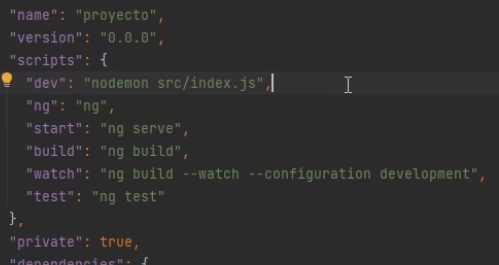 "name": "proyecto",
"version": "0.0.0",
"scripts": {
"dev": "nodemon src/index.js",
"ng": "ng",
"start": "ng serve",
"build": "ng build",
"watch": "ng build --watch --configuration development",
"test": "ng test"
},
"private": true,
"dependencies": {